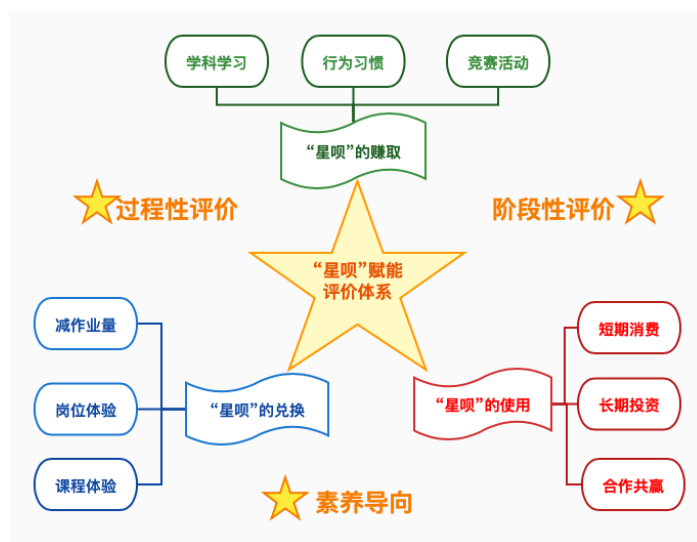 学科学习
行为习惯
竞赛活动
“星呗”的赚取
过程性评价
阶段性评价
“星呗”赋能
评价体系
减作业量
岗位体验
课程体验
“星呗”的兑换
“星呗”的使用
短期消费
长期投资
合作共赢
素养导向